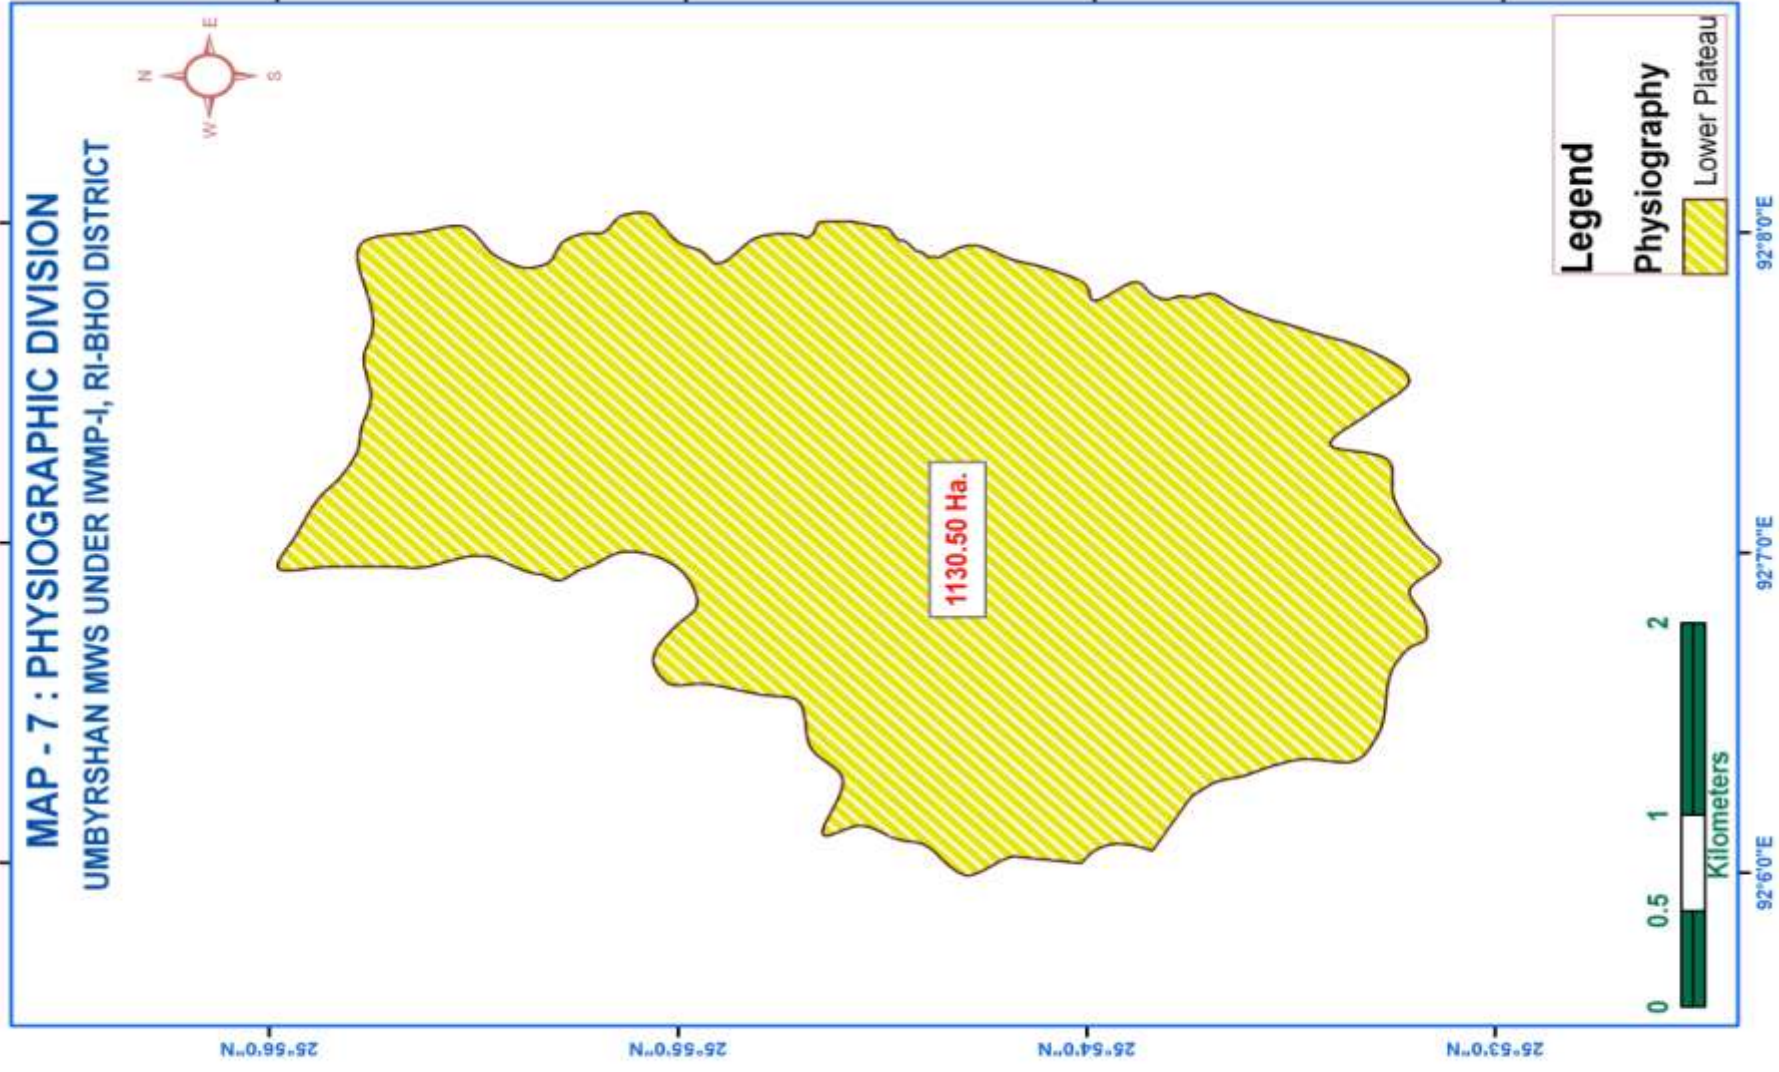 MAP - 7 : PHYSIOGRAPHIC DIVISION
UMBYRSHAN MWS UNDER IWMP-I, RI-BHOI DISTRICT
N
W
E
S
25°56'0"N
25°55'0"N
25°54'0"N
25°53'0"N
1130.50 Ha.
Legend
Physiography
Lower Plateau
0 0.5 1 2
Kilometers
92°6'0"E
92°7'0"E
92°8'0"E